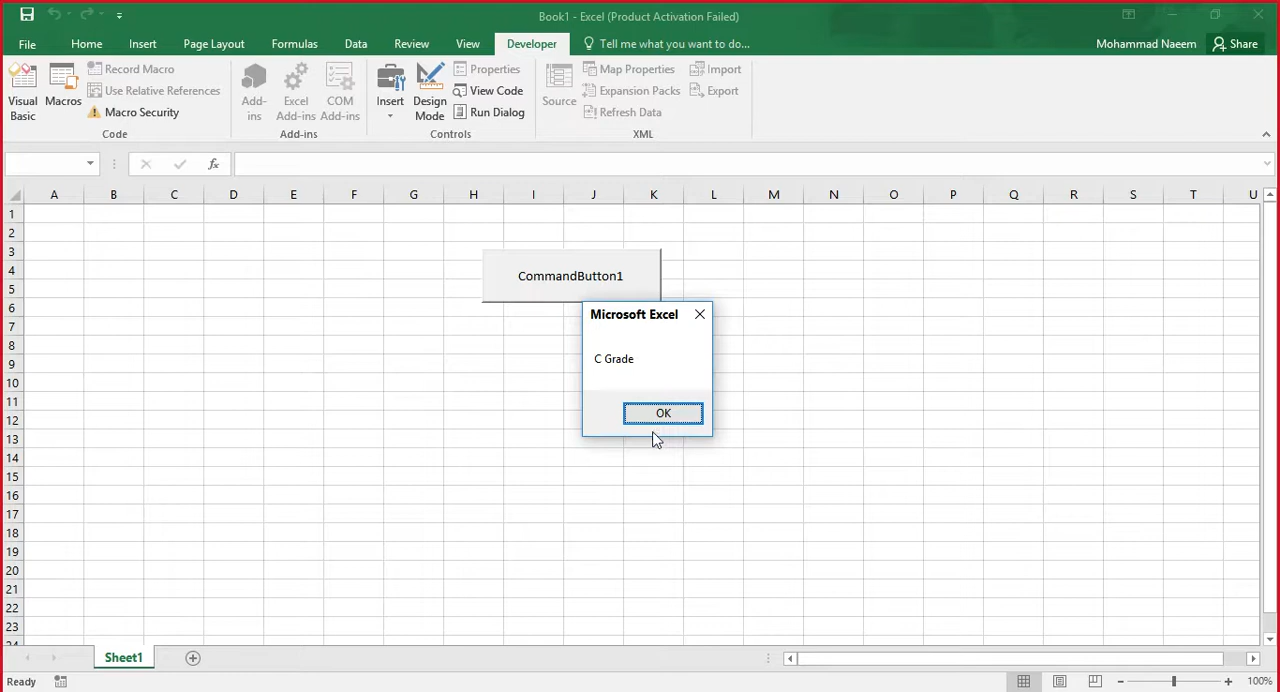 Book1 - Excel (Product Activation Failed)
File Home Insert Page Layout Formulas Data Review View Developer Tell me what you want to do... Mohammad Naeem Share
Visual Basic
Macros
Record Macro
Use Relative References
Macro Security
Code
Add-ins
Excel Add-ins
COM Add-ins
Add-ins
Insert
Design Mode
Properties
View Code
Run Dialog
Controls
Source
Map Properties
Expansion Packs
Refresh Data
Import
Export
XML
fx
A B C D E F G H I J K L M N O P Q R S T U
1
2
3
4
5
6
7
8
9
10
11
12
13
14
15
16
17
18
19
20
21
22
23
24
CommandButton1
Microsoft Excel
C Grade
OK
Sheet1
Ready
100%